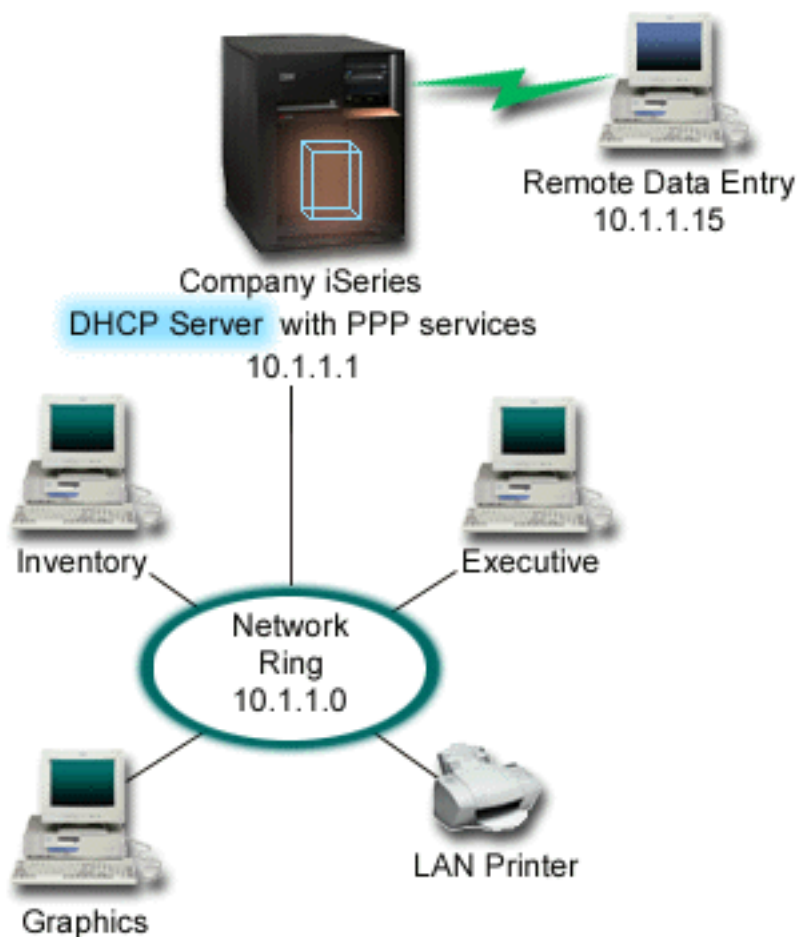 Remote Data Entry
10.1.1.15
Company iSeries
DHCP Server with PPP services
10.1.1.1
Inventory
Executive
Network
Ring
10.1.1.0
LAN Printer
Graphics